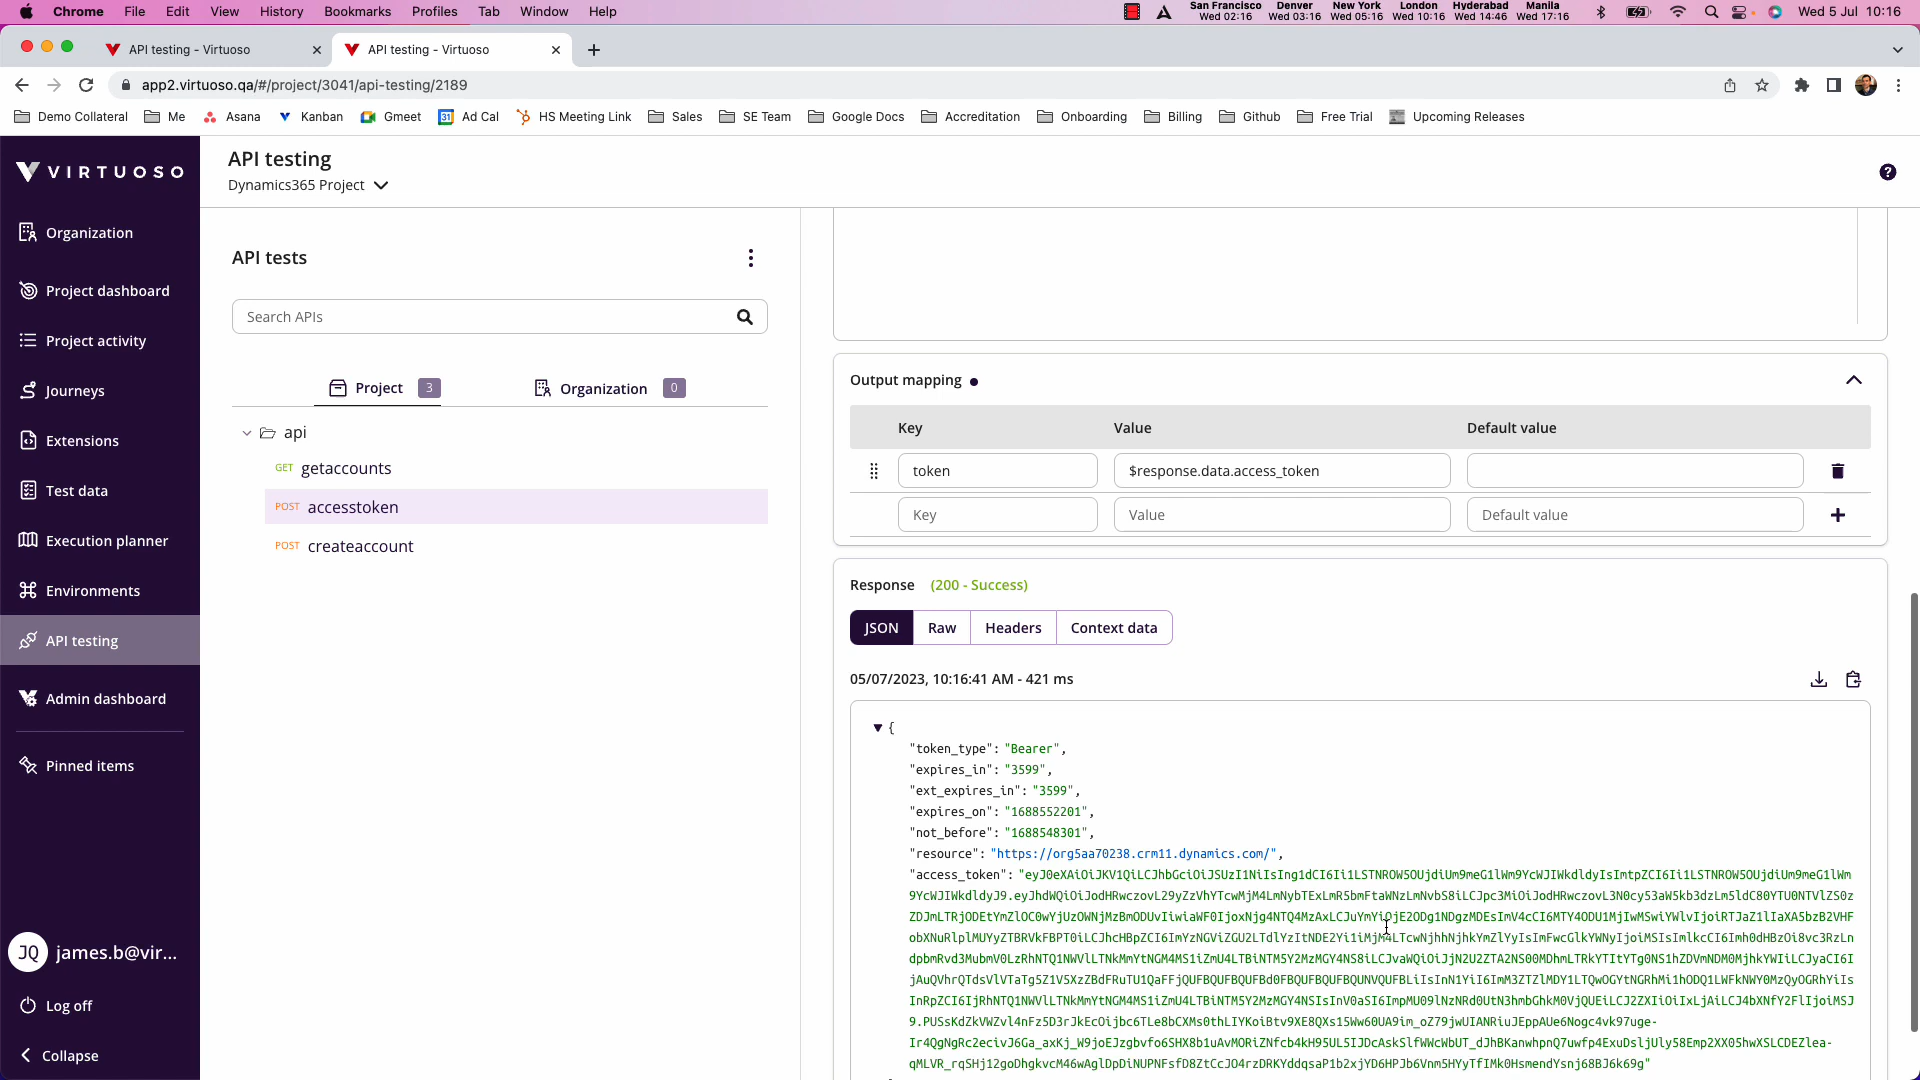 Chrome File Edit View History Bookmarks Profiles Tab Window Help
San Francisco Wed 02:16 Denver Wed 03:16 New York Wed 05:16 London Wed 10:16 Hyderabad Wed 14:46 Manila Wed 17:16 Wed 5 Jul 10:16
API testing - Virtuoso API testing - Virtuoso
app2.virtuoso.qa/#/project/3041/api-testing/2189
Demo Collateral Me Asana Kanban Gmeet Ad Cal HS Meeting Link Sales SE Team Google Docs Accreditation Onboarding Billing Github Free Trial Upcoming Releases
VIRTUOSO
Organization
Project dashboard
Project activity
Journeys
Extensions
Test data
Execution planner
Environments
API testing
Admin dashboard
Pinned items
JQ james.b@vir...
Log off
Collapse
API testing
Dynamics365 Project
API tests
Search APIs
Project 3 Organization 0
api
GET getaccounts
POST accesstoken
POST createaccount
Output mapping
Key Value Default value
token $response.data.access_token
Key Value Default value
Response (200 - Success)
JSON Raw Headers Context data
05/07/2023, 10:16:41 AM - 421 ms
{
"token_type": "Bearer",
"expires_in": "3599",
"ext_expires_in": "3599",
"expires_on": "1688552201",
"not_before": "1688548301",
"resource": "https://org5aa70238.crm11.dynamics.com/",
"access_token":